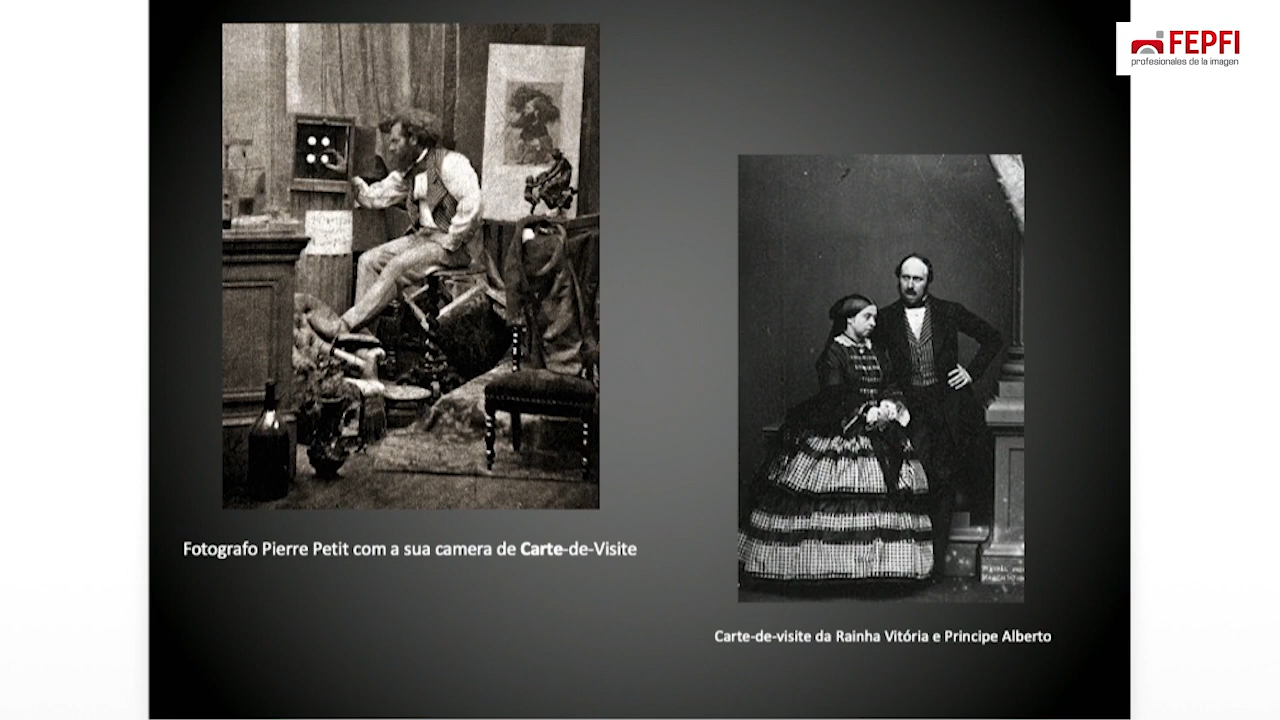 FEPFI
profesionales de la imagen
Fotografo Pierre Petit com a sua camera de Carte-de-Visite
Carte-de-visite da Rainha Vitória e Principe Alberto